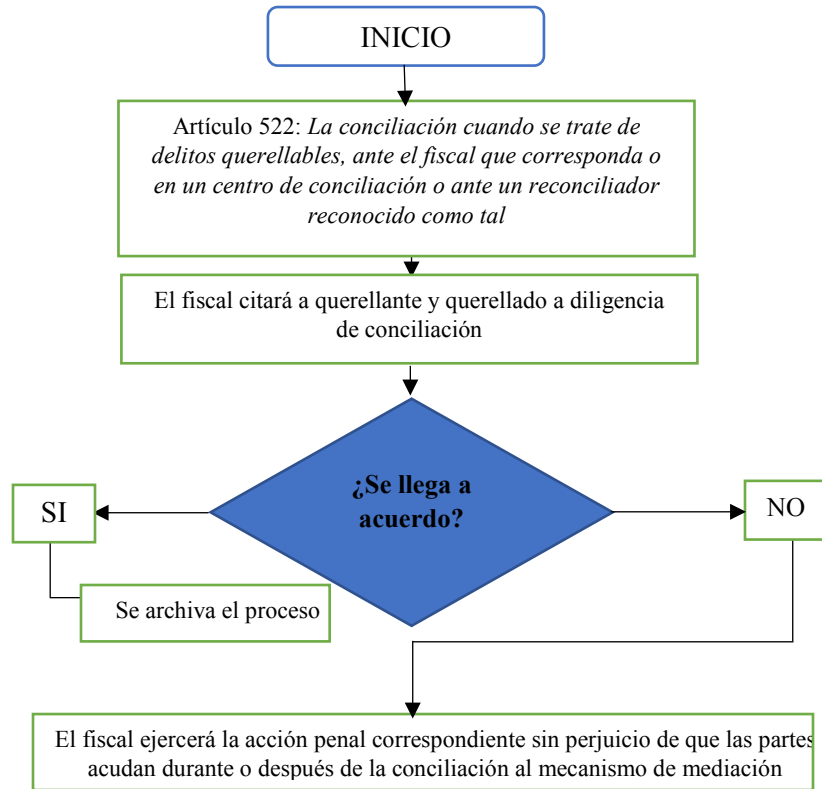 INICIO
Artículo 522: La conciliación cuando se trate de
delitos querellables, ante el fiscal que corresponda o
en un centro de conciliación o ante un reconciliador
reconocido como tal
El fiscal citará a querellante y querellado a diligencia
de conciliación
¿Se llega a
acuerdo?
SI
NO
Se archiva el proceso
El fiscal ejercerá la acción penal correspondiente sin perjuicio de que las partes
acudan durante o después de la conciliación al mecanismo de mediación